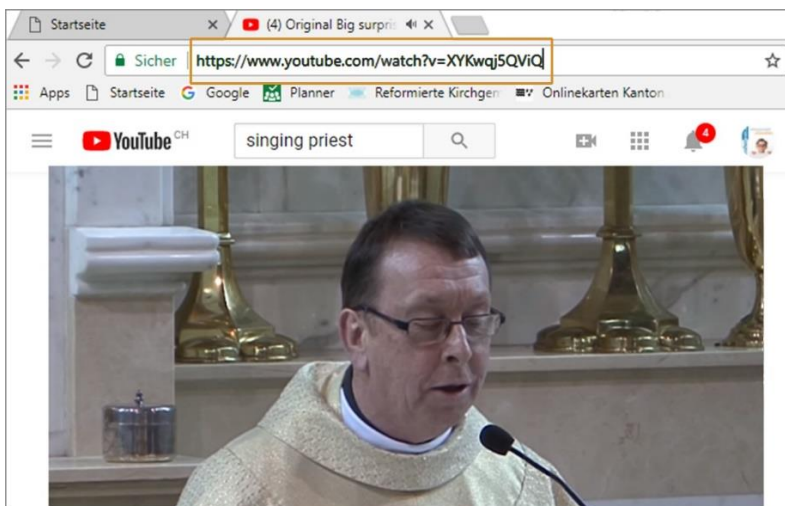 Startseite
(4) Original Big surpris
Sicher
https://www.youtube.com/watch?v=XYKwqj5QViQ
Apps Startseite Google Planner Reformierte Kirchgem Onlinekarten Kanton
YouTube CH
singing priest
4